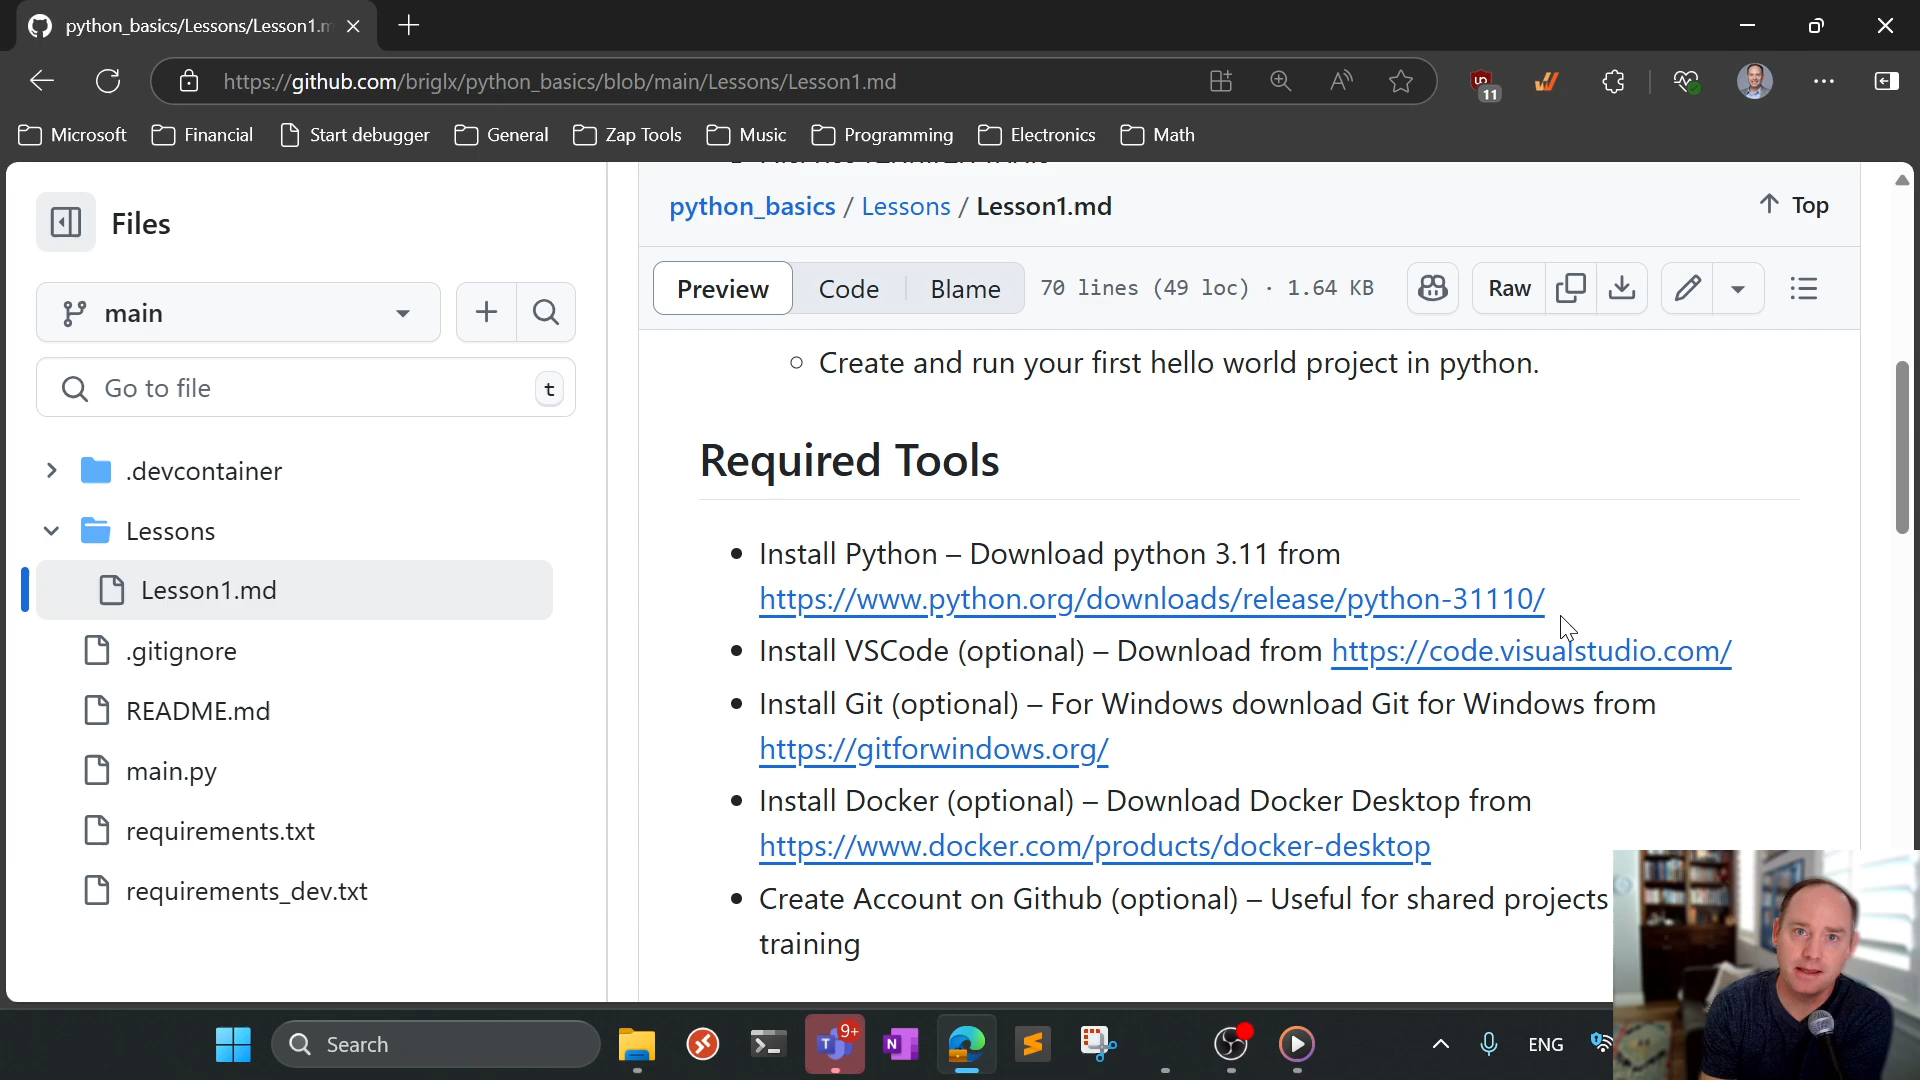 python_basics/Lessons/Lesson1.m
https://github.com/briglx/python_basics/blob/main/Lessons/Lesson1.md
11
Microsoft
Financial
Start debugger
General
Zap Tools
Music
Programming
Electronics
Math
Files
python_basics / Lessons / Lesson1.md
Top
main
Preview
Code
Blame
70 lines (49 loc) · 1.64 KB
Raw
Go to file
t
Create and run your first hello world project in python.
.devcontainer
Lessons
Lesson1.md
.gitignore
README.md
main.py
requirements.txt
requirements_dev.txt
Required Tools
Install Python – Download python 3.11 from
https://www.python.org/downloads/release/python-31110/
Install VSCode (optional) – Download from https://code.visualstudio.com/
Install Git (optional) – For Windows download Git for Windows from
https://gitforwindows.org/
Install Docker (optional) – Download Docker Desktop from
https://www.docker.com/products/docker-desktop
Create Account on Github (optional) – Useful for shared projects
training
Search
9+
ENG